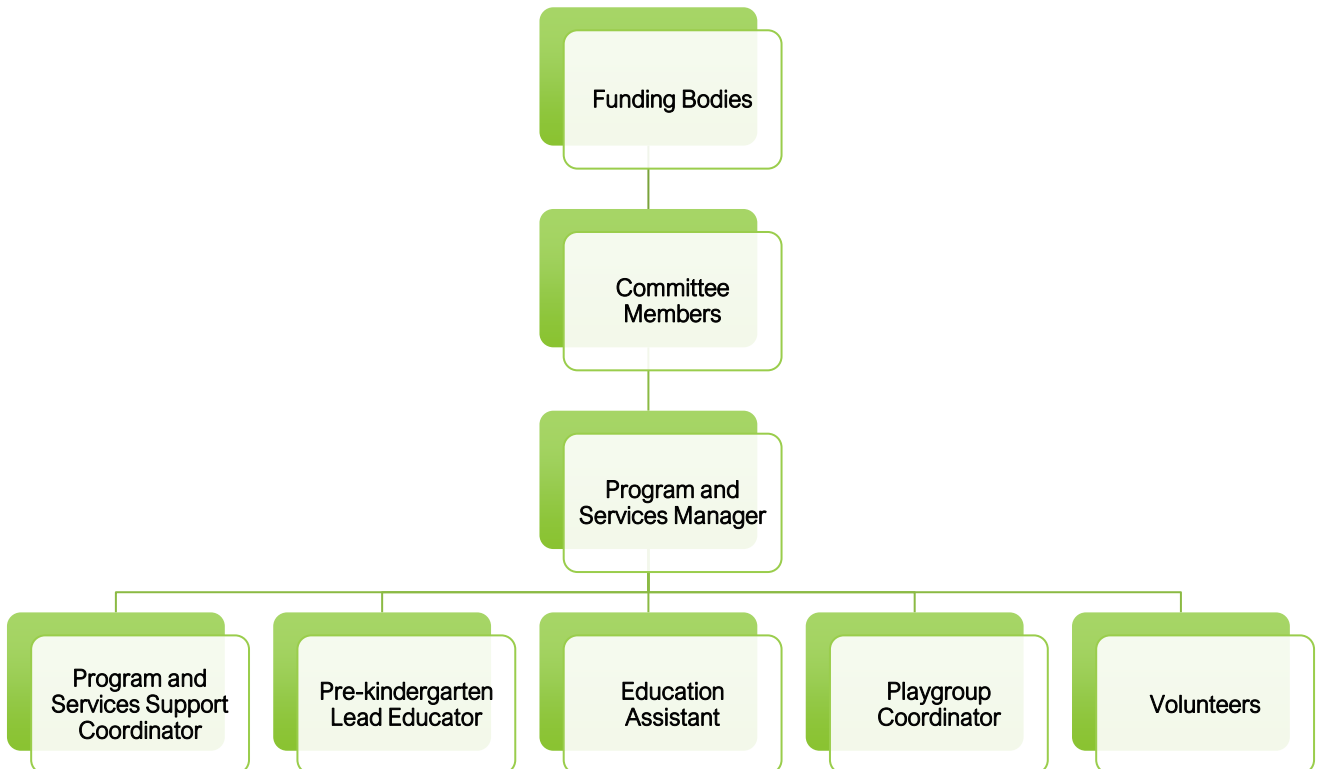 Funding Bodies
Committee
Members
Program and
Services Manager
Program and
Services Support
Coordinator
Pre-kindergarten
Lead Educator
Education
Assistant
Playgroup
Coordinator
Volunteers